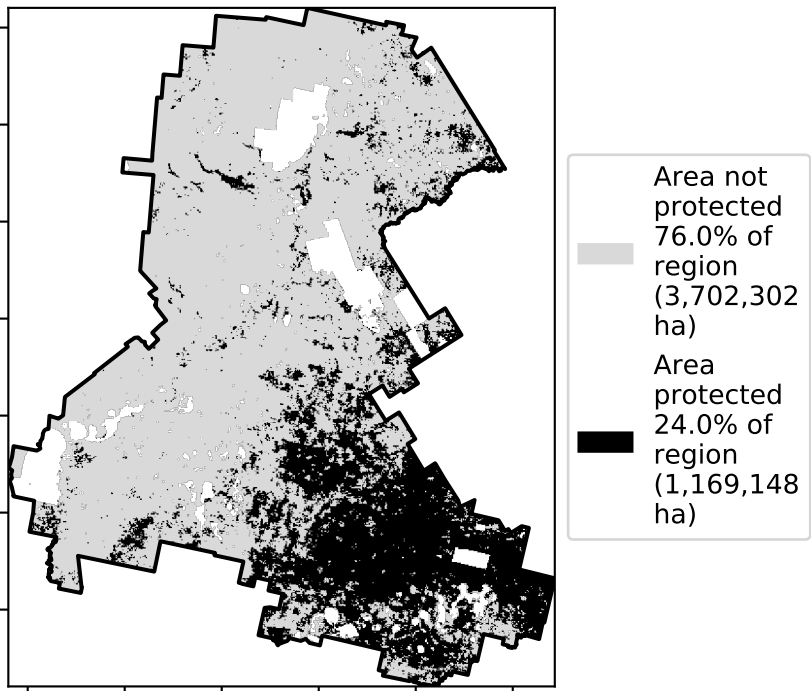 Area not
protected
76.0% of
region
(3,702,302
ha)
Area
protected
24.0% of
region
(1,169,148
ha)